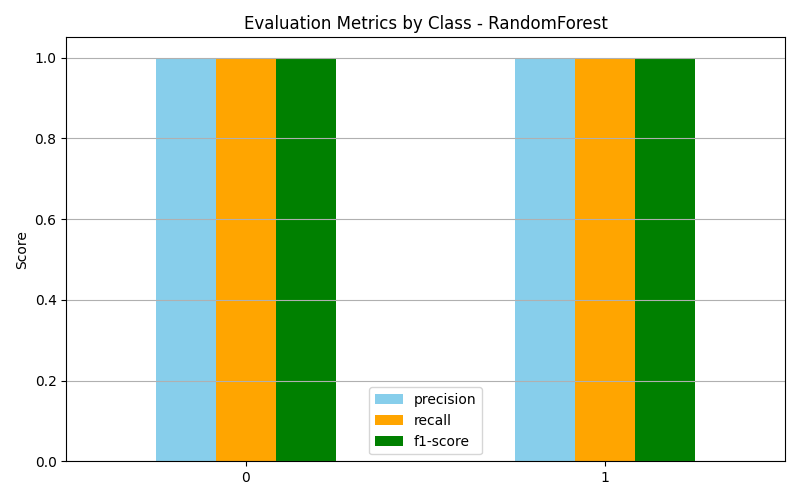 Evaluation Metrics by Class - RandomForest
1.0
0.8
0.6
0.4
0.2
0.0
Score
precision
recall
f1-score
0
1